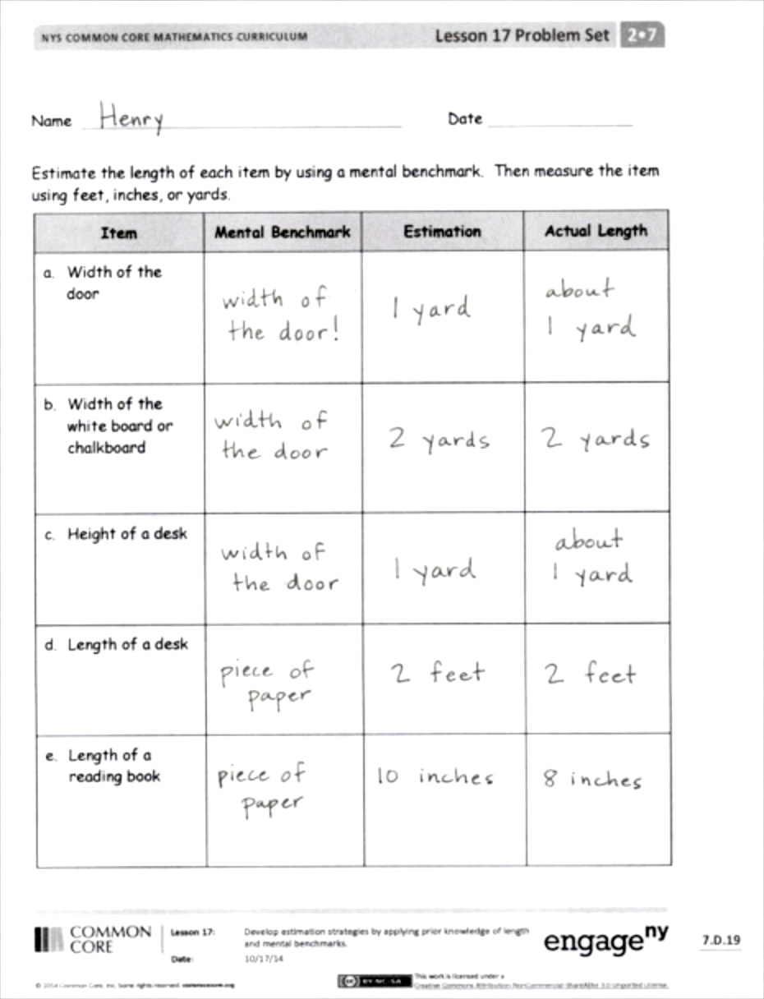 NYS COMMON CORE MATHEMATICS CURRICULUM Lesson 17 Problem Set 2•7
Name Henry Date
Estimate the length of each item by using a mental benchmark. Then measure the item
using feet, inches, or yards.
Item Mental Benchmark Estimation Actual Length
a. Width of the
door
width of
the door!
1 yard
about
1 yard
b. Width of the
white board or
chalkboard
width of
the door
2 yards
2 yards
c. Height of a desk
width of
the door
1 yard
about
1 yard
d. Length of a desk
piece of
paper
2 feet
2 feet
e. Length of a
reading book
piece of
paper
10 inches
8 inches
COMMON
CORE
Lesson 17: Develop estimation strategies by applying prior knowledge of length
and mental benchmarks.
Date: 10/17/14
engageny
7.D.19
© 2014 Common Core, Inc. Some rights reserved. commoncore.org
CC BY-NC-SA
This work is licensed under a
Creative Commons Attribution-NonCommercial-ShareAlike 3.0 Unported License.